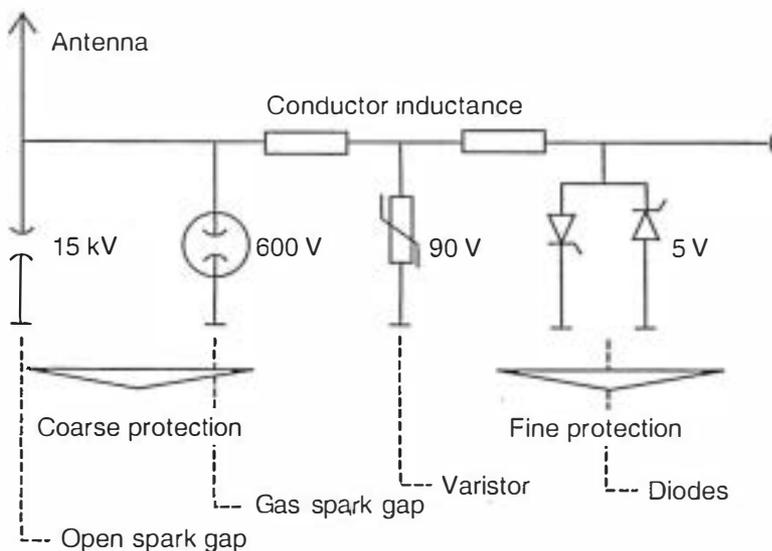 Antenna
Conductor inductance
15 kV
600 V
90 V
5 V
Coarse protection
Fine protection
Varistor
Diodes
Gas spark gap
Open spark gap